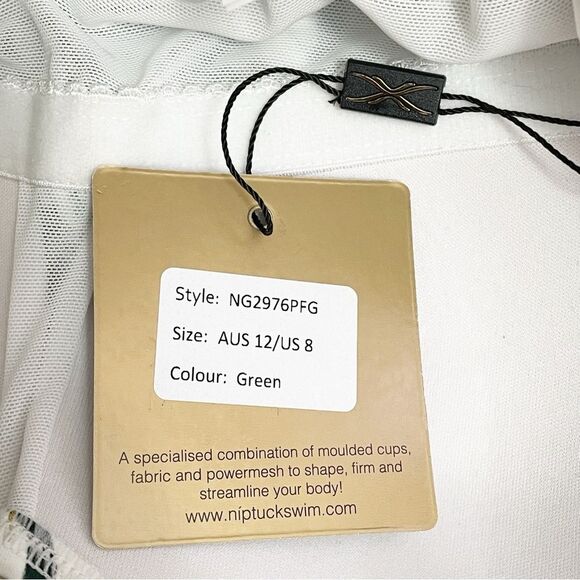 Style: NG2976PFG
Size: AUS 12/US 8
Colour: Green
A specialised combination of moulded cups,
fabric and powermesh to shape, firm and
streamline your body!
www.niptuckswim.com